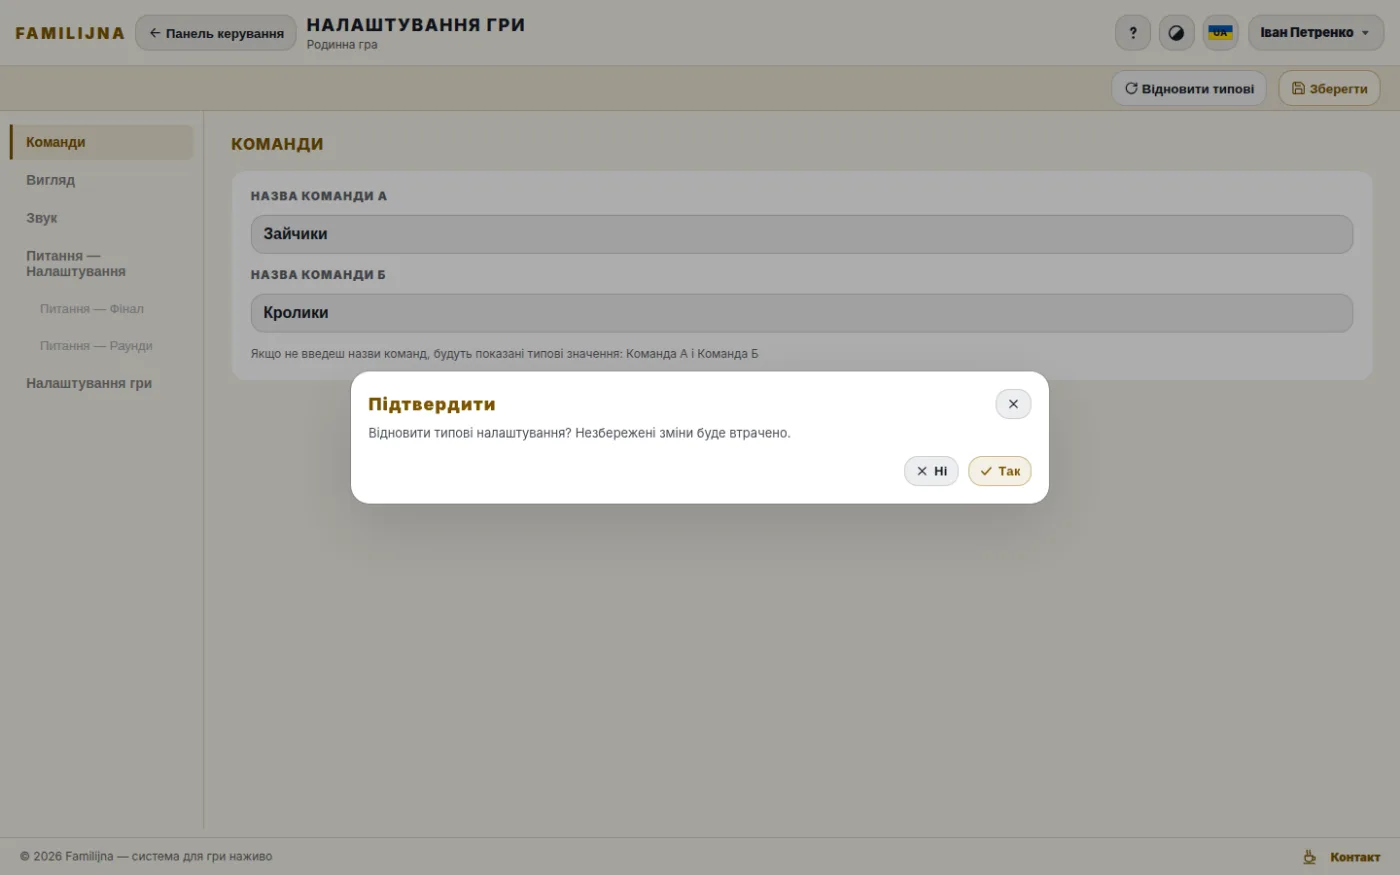 FAMILIJNA
← Панель керування
НАЛАШТУВАННЯ ГРИ
Родинна гра
?
UA
Іван Петренко
Відновити типові
Зберегти
Команди
Вигляд
Звук
Питання —
Налаштування
Питання — Фінал
Питання — Раунди
Налаштування гри
КОМАНДИ
НАЗВА КОМАНДИ А
Зайчики
НАЗВА КОМАНДИ Б
Кролики
Якщо не введеш назви команд, будуть показані типові значення: Команда А і Команда Б
Підтвердити
Відновити типові налаштування? Незбережені зміни буде втрачено.
Ні
Так
© 2026 Familijna — система для гри наживо
Контакт